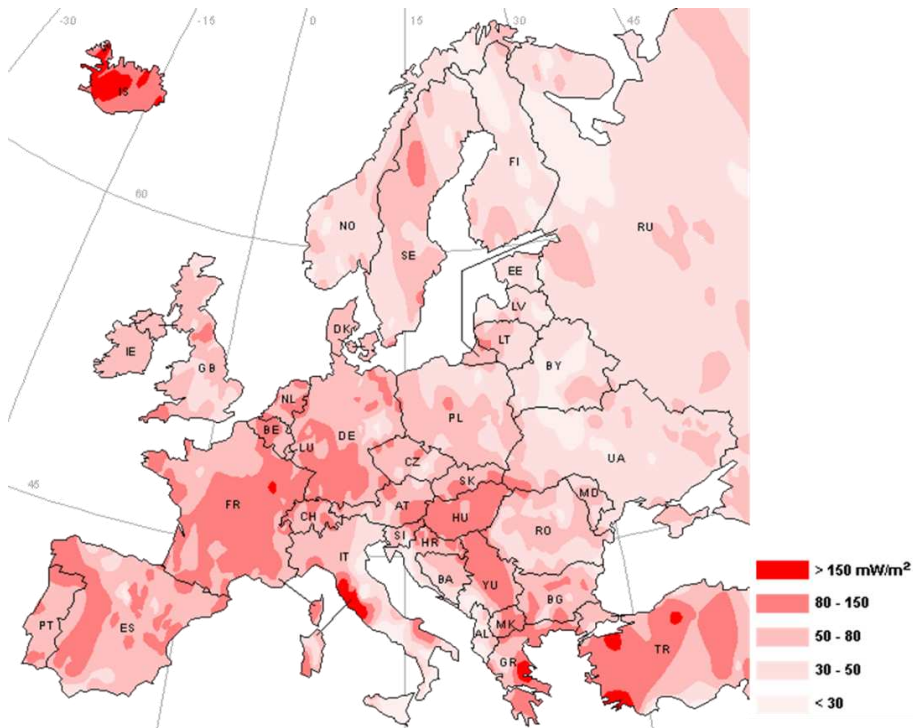 -30
-15
0
15
30
45
IS
60
FI
NO
RU
SE
EE
LV
DK
LT
IE
GB
BY
NL
PL
BE
DE
LU
CZ
UA
SK
MD
FR
CH
AT
HU
RO
45
SI
HR
IT
BA
YU
BG
PT
ES
MK
AL
TR
GR
> 150 mW/m²
80 - 150
50 - 80
30 - 50
< 30